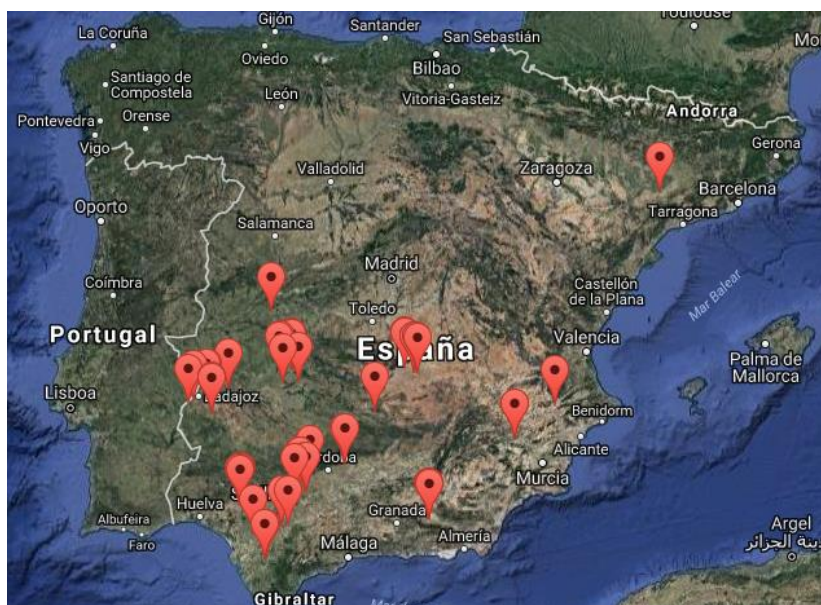 Gijón
Santander
Toulouse
La Coruña
San Sebastián
Oviedo
Bilbao
Santiago de
Compostela
León
Vitoria-Gasteiz
Andorra
Pontevedra
Orense
Vigo
Gerona
Valladolid
Zaragoza
Barcelona
Oporto
Tarragona
Salamanca
Madrid
Coímbra
Castellón
de la Plana
Mar Balear
Toledo
Portugal
España
Valencia
Palma de
Mallorca
Lisboa
Badajoz
Benidorm
Alicante
Murcia
Huelva
Granada
Argel
Albufeira
Faro
Málaga
Almería
مدينة الجزائر
Gibraltar